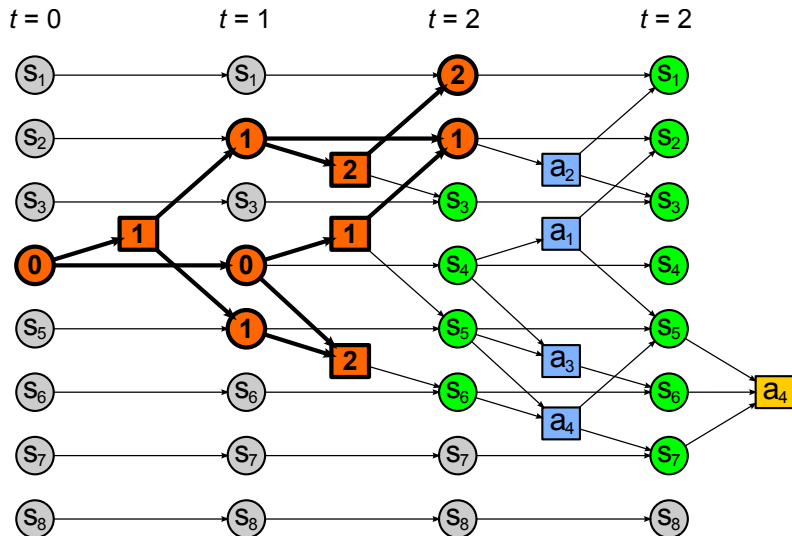 t = 0 t = 1 t = 2 t = 2
s1 s1 2 s1
s2 1 1 s2
2 a2
s3 s3 s3 s3
1 1 a1
0 0 s4 s4
s5 1 s5 s5
2 a3
s6 s6 s6 s6 a4
a4
s7 s7 s7 s7
s8 s8 s8 s8